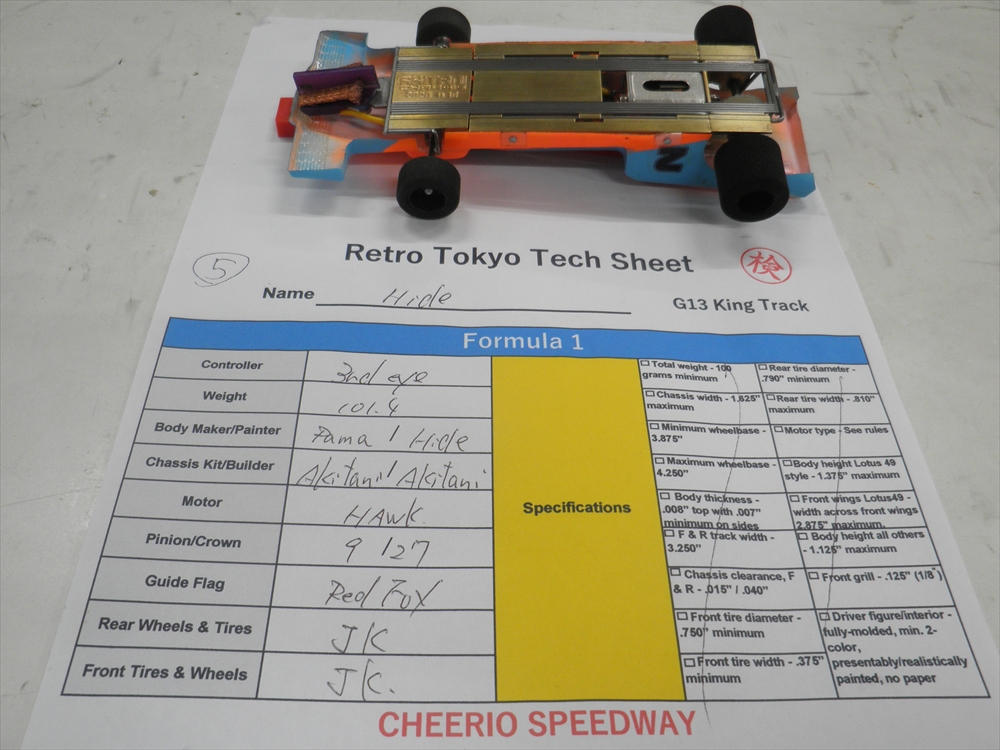 N
Retro Tokyo Tech Sheet
検
5
Name Hide
G13 King Track
Formula 1
Controller 3rd eye
Weight 101.4
Body Maker/Painter Pama / Hide
Chassis Kit/Builder Akitani / Akitani
Motor HAWK.
Pinion/Crown 9 / 27
Guide Flag Red Fox
Rear Wheels & Tires JK
Front Tires & Wheels JK.
Specifications
Total weight - 100
grams minimum
Rear tire diameter -
.790" minimum
Chassis width - 1.625"
maximum
Rear tire width - .810"
maximum
Minimum wheelbase -
3.875"
Motor type - See rules
Maximum wheelbase -
4.250"
Body height Lotus 49
style - 1.375" maximum
Body thickness -
.008" top with .007"
minimum on sides
Front wings Lotus49 -
width across front wings
2.875" maximum.
F & R track width -
3.250"
Body height all others
- 1.125" maximum
Chassis clearance, F
& R - .015" / .040"
Front grill - .125" (1/8")
Front tire diameter -
.750" minimum
Driver figure/interior -
fully-molded, min. 2-
color,
presentably/realistically
painted, no paper
Front tire width - .375"
minimum
CHEERIO SPEEDWAY